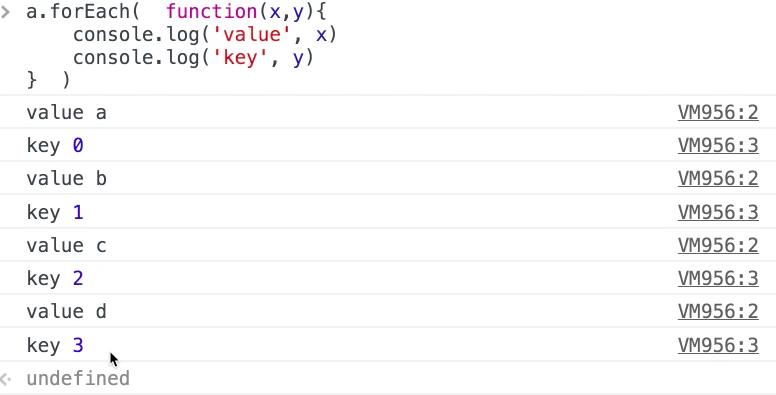 > a.forEach(  function(x,y){
    console.log('value', x)
    console.log('key', y)
}  )
value a VM956:2
key 0 VM956:3
value b VM956:2
key 1 VM956:3
value c VM956:2
key 2 VM956:3
value d VM956:2
key 3 VM956:3
undefined